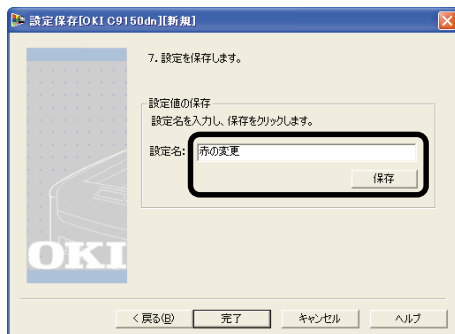 設定保存[OKI C9150dn][新規]
7. 設定を保存します。
設定値の保存
設定名を入力し、保存をクリックします。
設定名: 赤の変更
保存
OKI
< 戻る(B) 完了 キャンセル ヘルプ